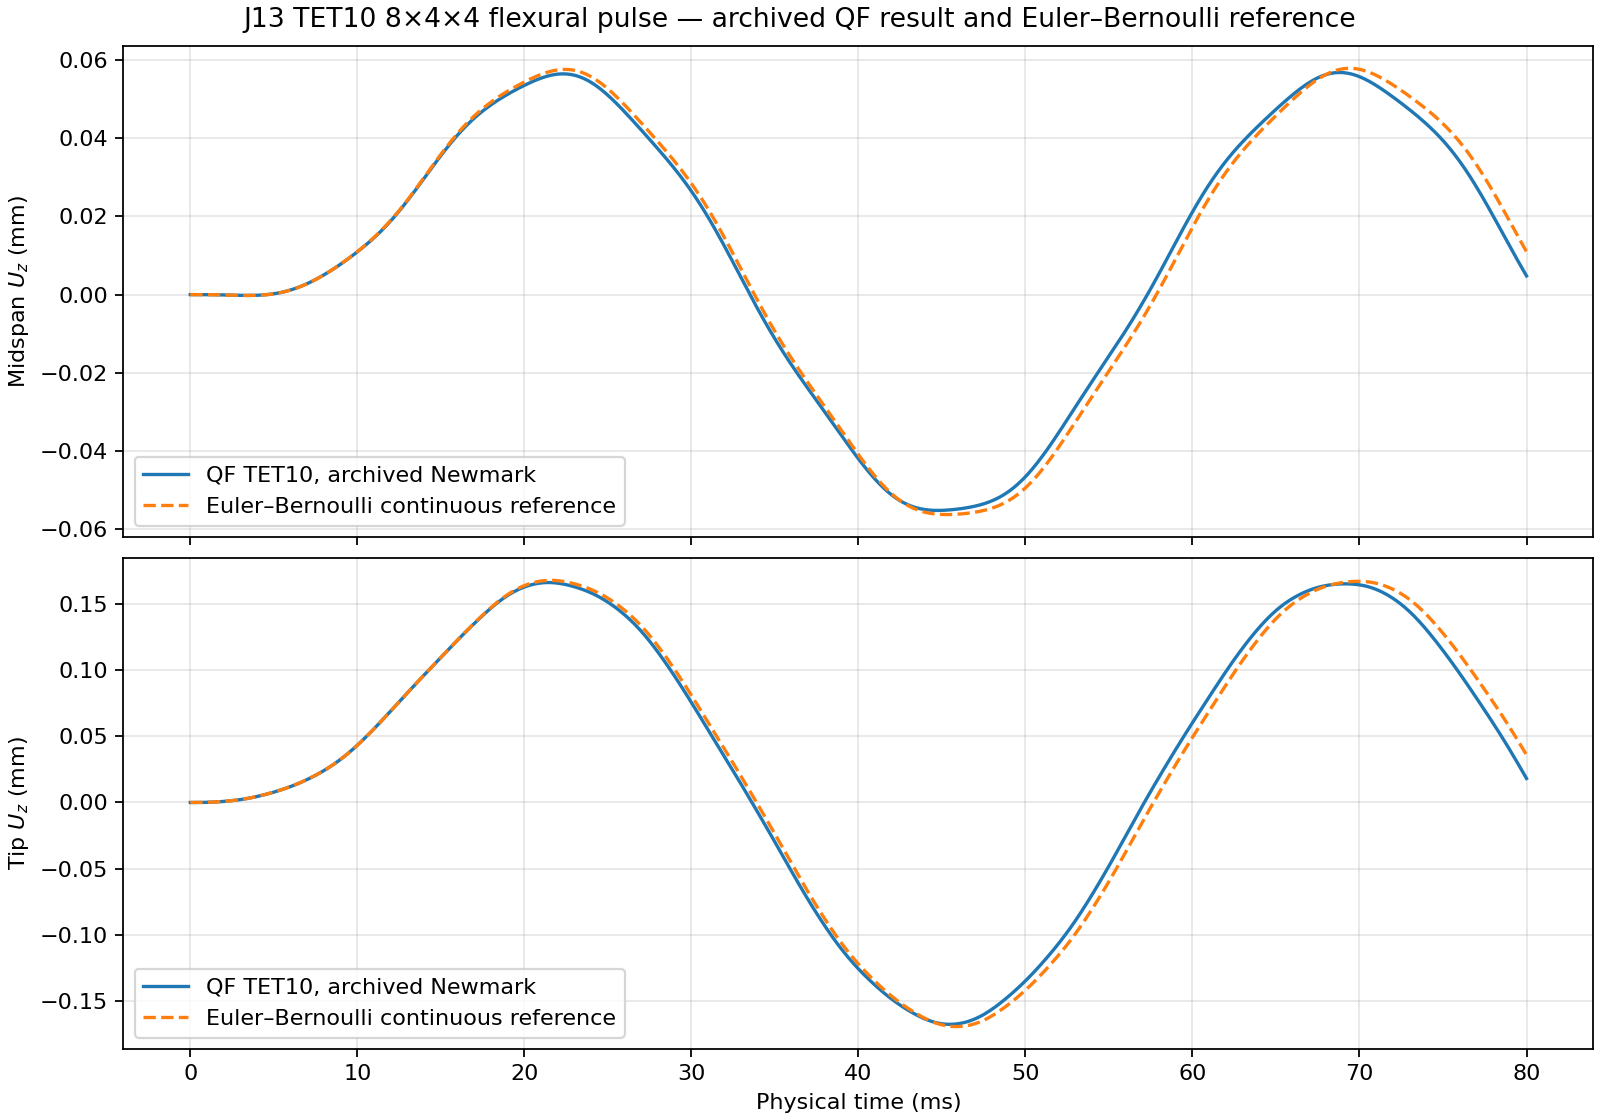 J13 TET10 8×4×4 flexural pulse — archived QF result and Euler–Bernoulli reference
Midspan U_z (mm)
0.06
0.04
0.02
0.00
−0.02
−0.04
−0.06
QF TET10, archived Newmark
Euler–Bernoulli continuous reference
Tip U_z (mm)
0.15
0.10
0.05
0.00
−0.05
−0.10
−0.15
QF TET10, archived Newmark
Euler–Bernoulli continuous reference
0 10 20 30 40 50 60 70 80
Physical time (ms)